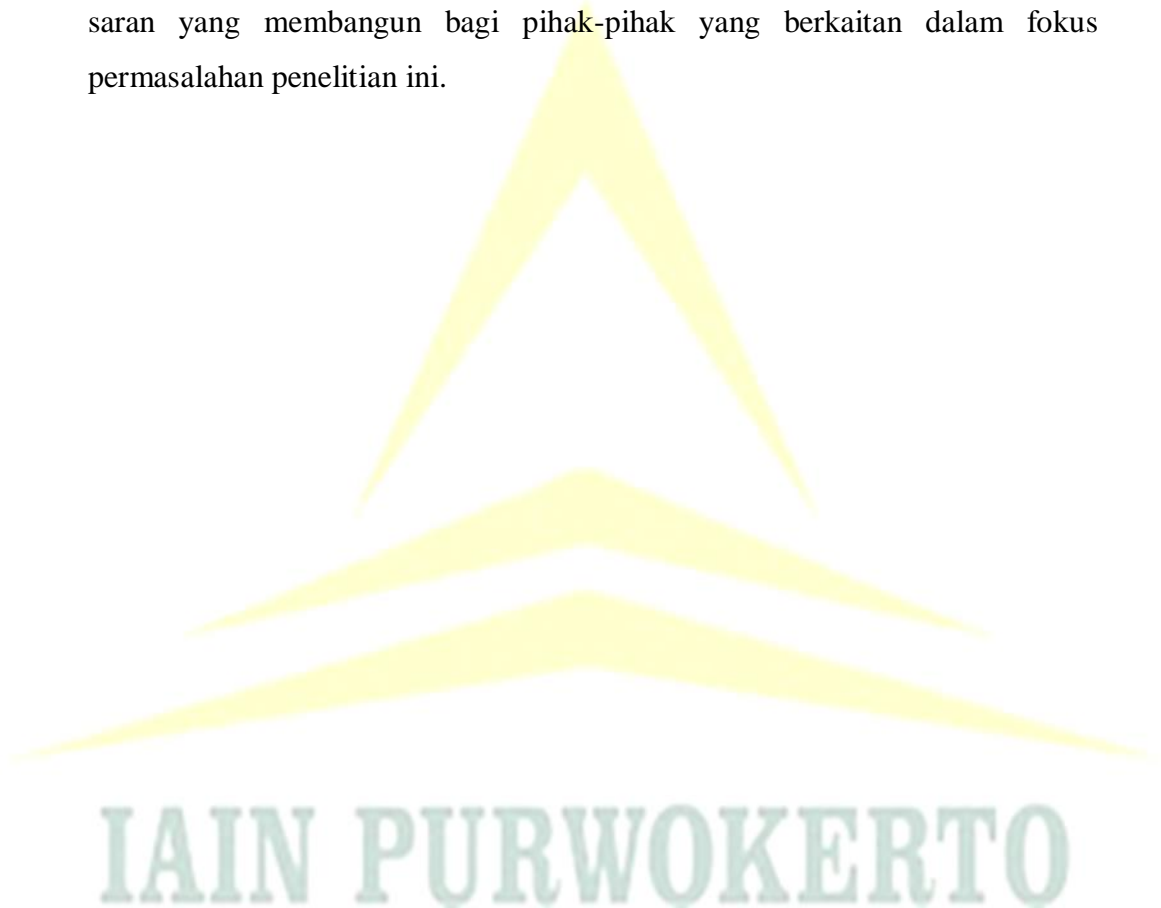 saran yang membangun bagi pihak-pihak yang berkaitan dalam fokus
permasalahan penelitian ini.
IAIN PURWOKERTO